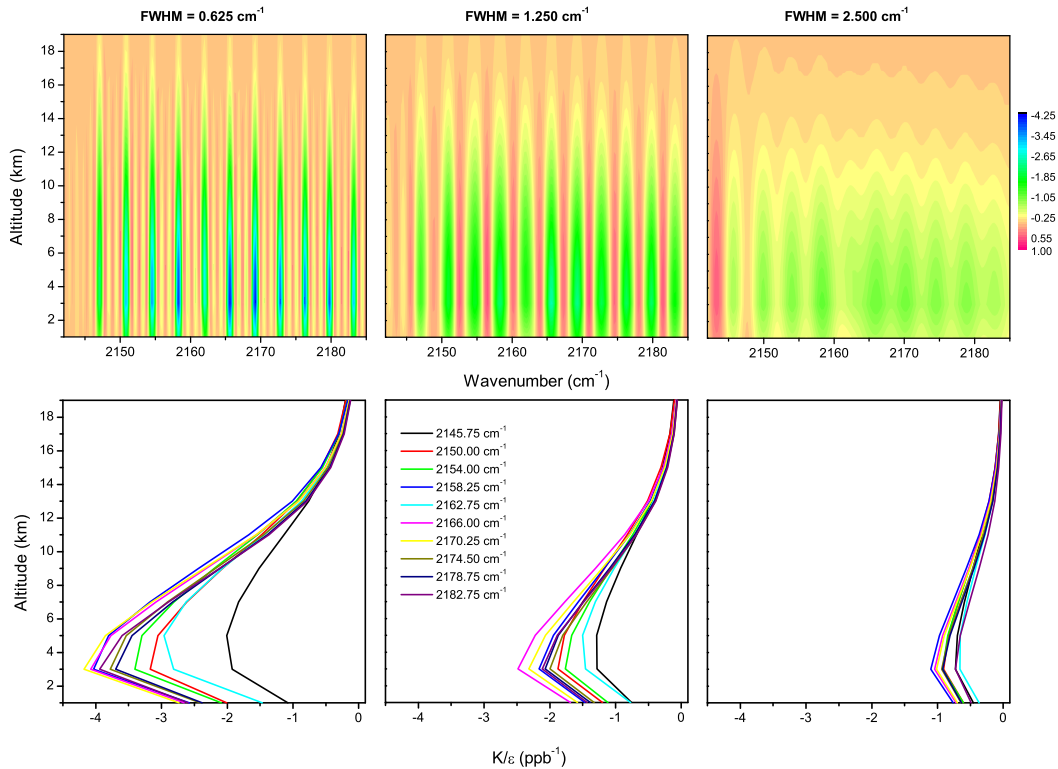 FWHM = 0.625 cm⁻¹ FWHM = 1.250 cm⁻¹ FWHM = 2.500 cm⁻¹
Altitude (km)
18
16
14
12
10
8
6
4
2
-4.25
-3.45
-2.65
-1.85
-1.05
-0.25
0.55
1.00
2150 2160 2170 2180 2150 2160 2170 2180 2150 2160 2170 2180
Wavenumber (cm⁻¹)
Altitude (km)
18
16
14
12
10
8
6
4
2
2145.75 cm⁻¹
2150.00 cm⁻¹
2154.00 cm⁻¹
2158.25 cm⁻¹
2162.75 cm⁻¹
2166.00 cm⁻¹
2170.25 cm⁻¹
2174.50 cm⁻¹
2178.75 cm⁻¹
2182.75 cm⁻¹
-4 -3 -2 -1 0 -4 -3 -2 -1 0 -4 -3 -2 -1 0
K/ε (ppb⁻¹)